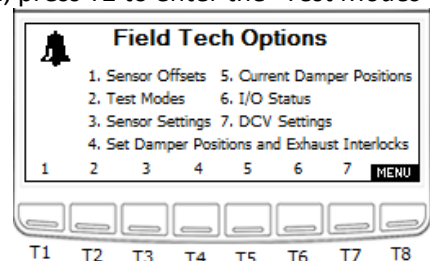 press T2 to enter the "Test Modes"
Field Tech Options
1. Sensor Offsets 5. Current Damper Positions
2. Test Modes 6. I/O Status
3. Sensor Settings 7. DCV Settings
4. Set Damper Positions and Exhaust Interlocks
1 2 3 4 5 6 7 MENU
T1 T2 T3 T4 T5 T6 T7 T8